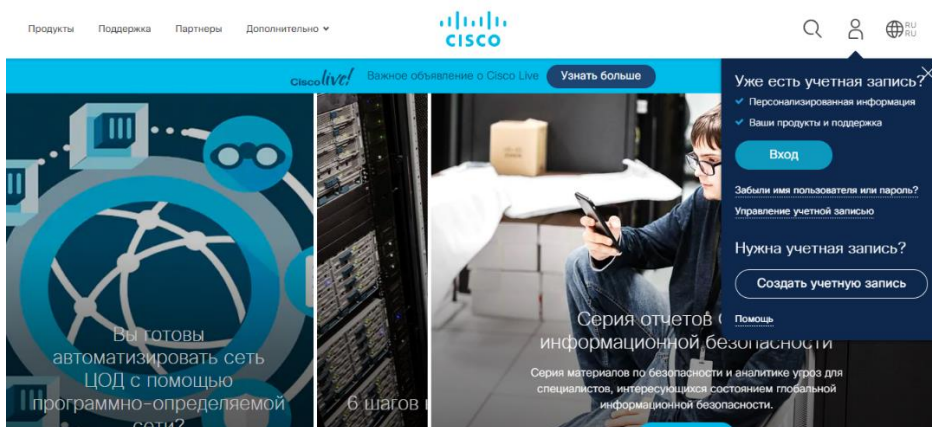 Продукты Поддержка Партнеры Дополнительно
CISCO
RU
RU
Cisco live! Важное объявление о Cisco Live Узнать больше
Уже есть учетная запись?
Персонализированная информация
Ваши продукты и поддержка
Вход
Забыли имя пользователя или пароль?
Управление учетной записью
Нужна учетная запись?
Создать учетную запись
Помощь
Вы готовы
автоматизировать сеть
ЦОД с помощью
программно-определяемой
сети?
6 шагов
Серия отчетов
информационной безопасности
Серия материалов по безопасности и аналитике угроз для
специалистов, интересующихся состоянием глобальной
информационной безопасности.